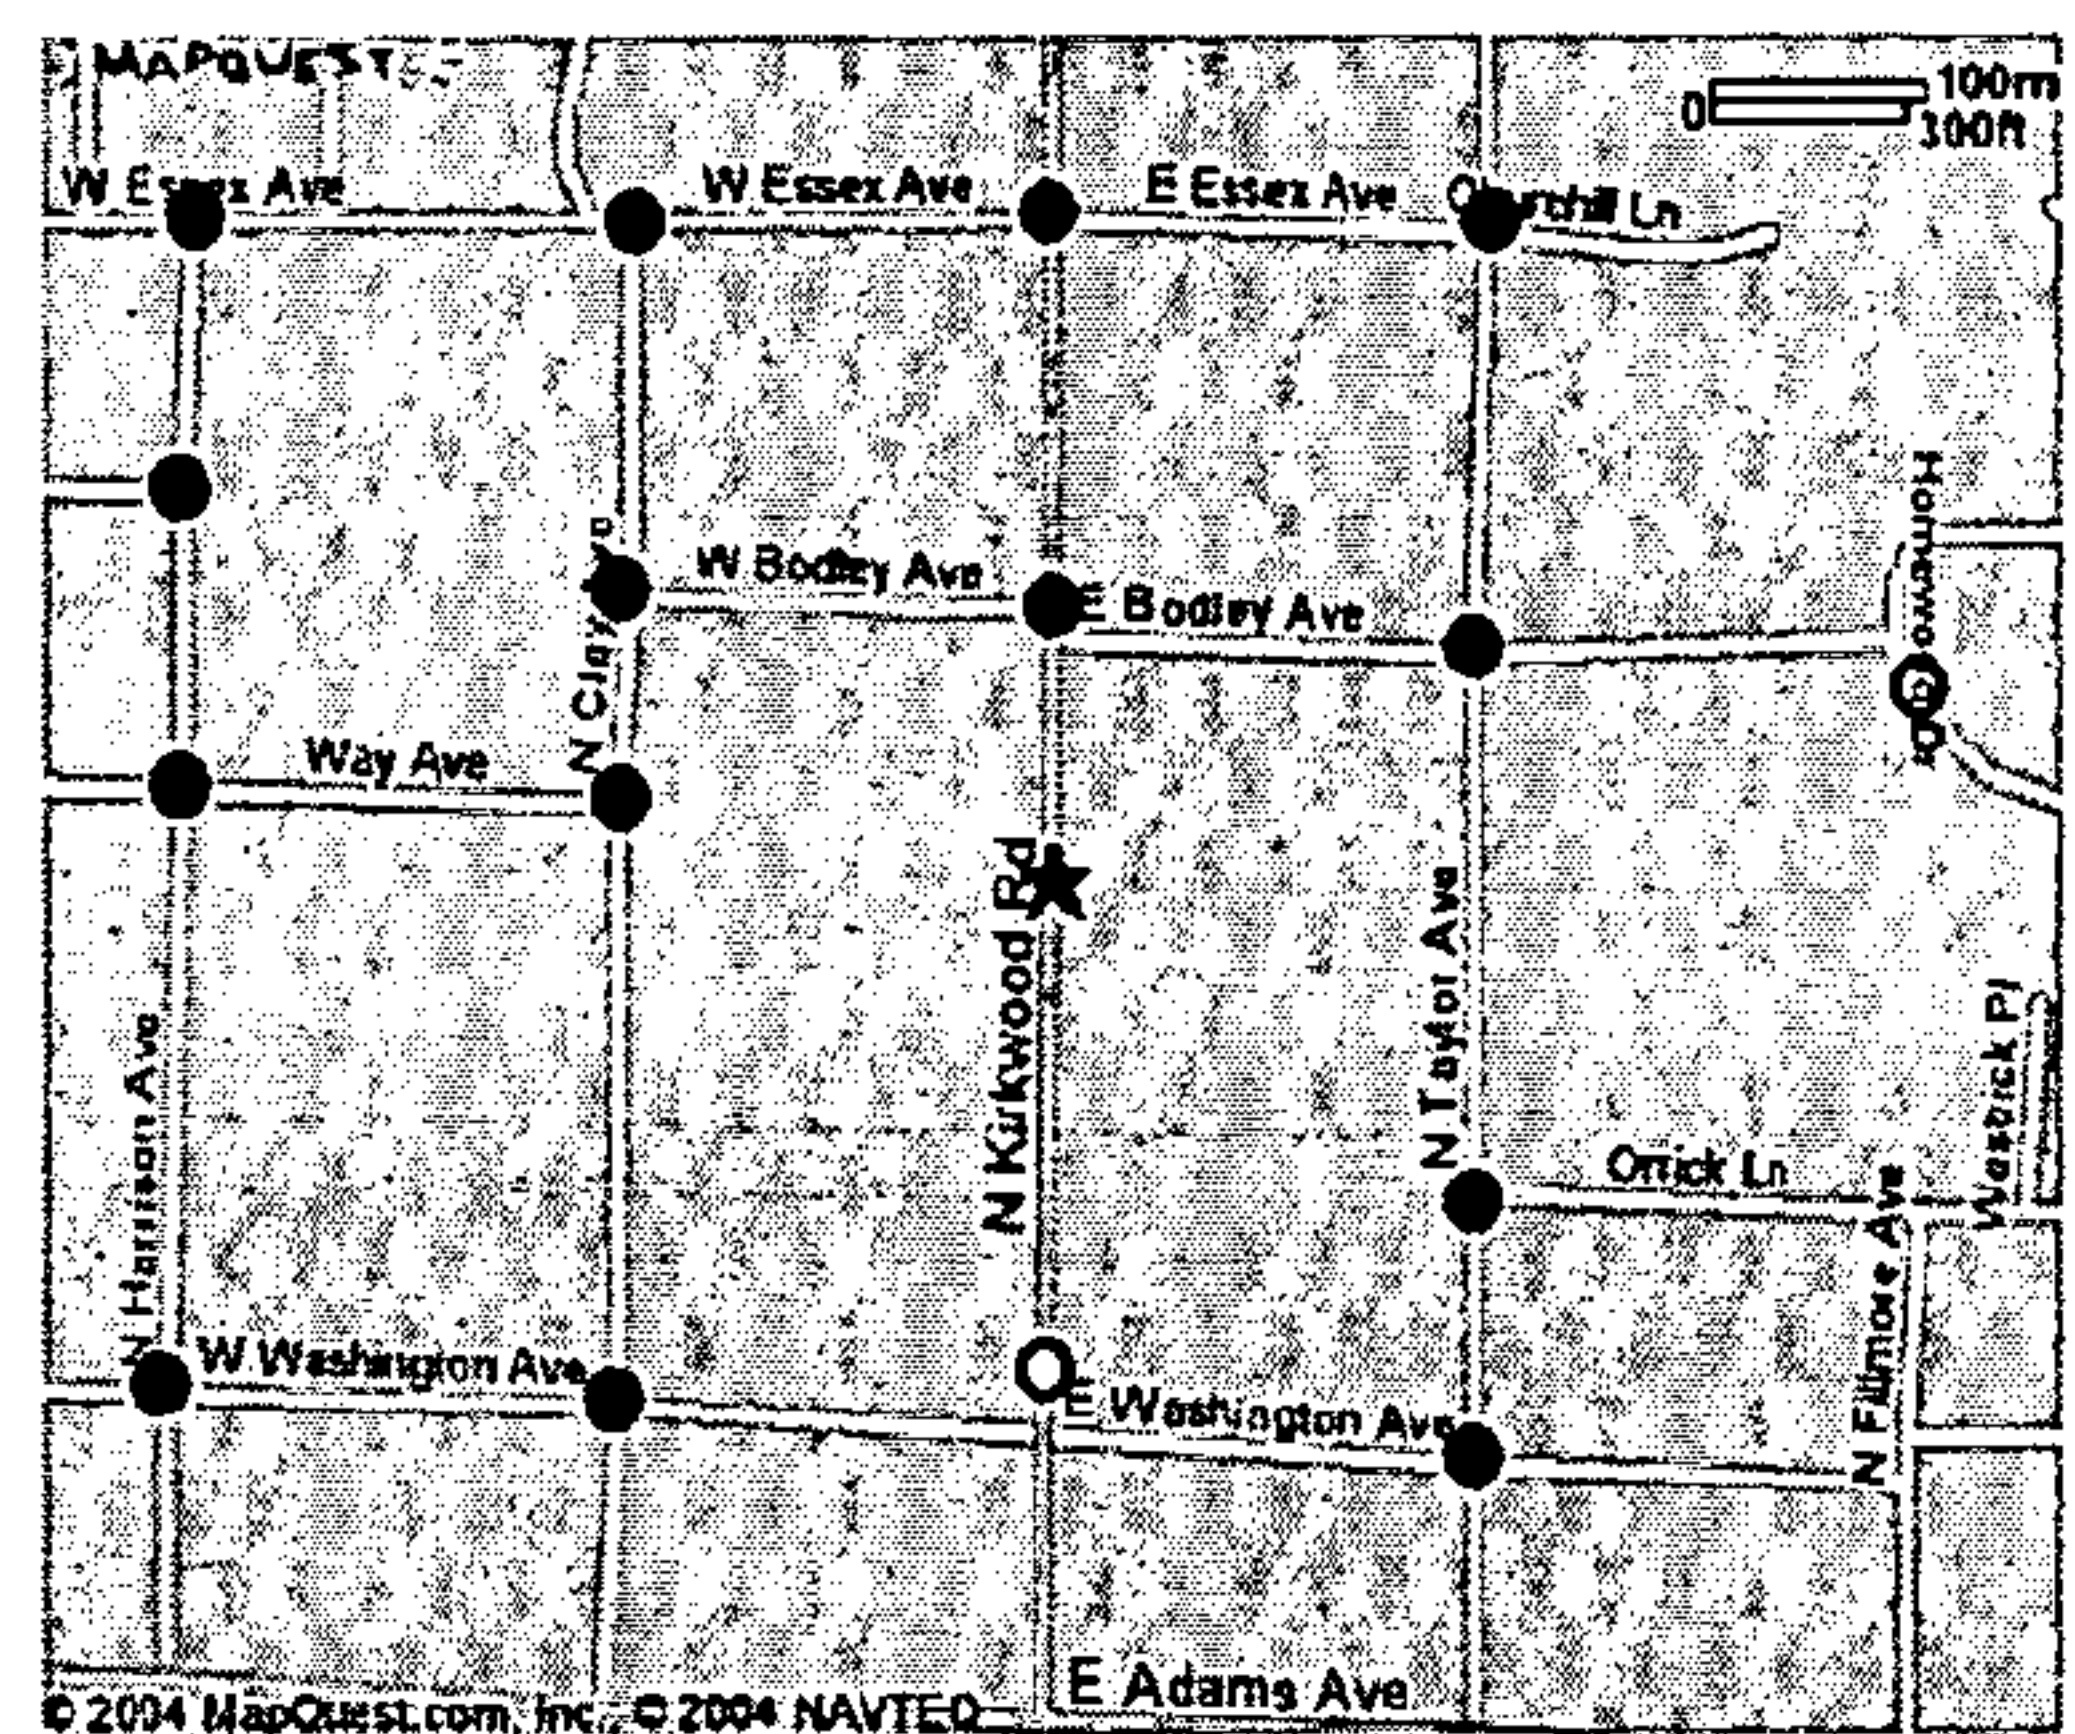 MAPQUEST
100m
0
300ft
W Essex Ave
W Essex Ave
E Essex Ave
Churchill Ln
W Bodley Ave
E Bodley Ave
N Clay Ave
Way Ave
N Kirkwood Rd
N Taylor Ave
Orrick Ln
Westrick Pl
N Harrison Ave
W Washington Ave
E Washington Ave
N Fillmore Ave
E Adams Ave
© 2004 MapQuest.com, Inc.; © 2004 NAVTEQ